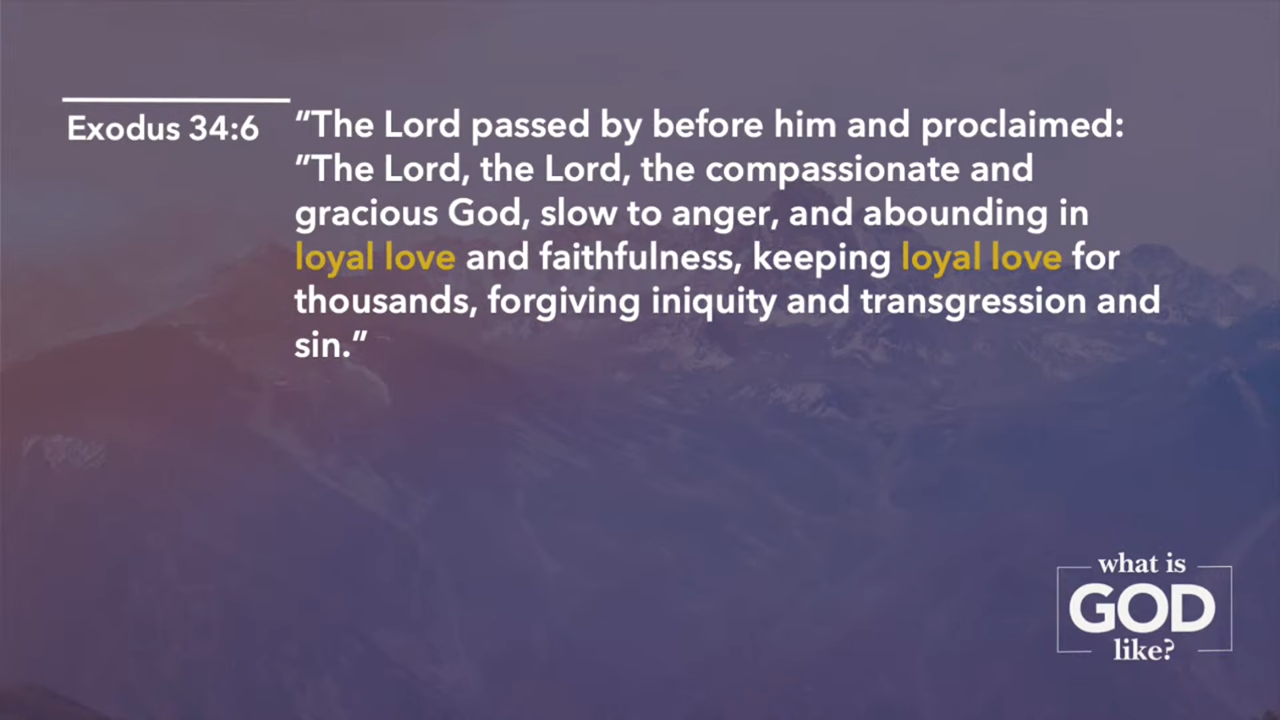 Exodus 34:6
“The Lord passed by before him and proclaimed:
”The Lord, the Lord, the compassionate and
gracious God, slow to anger, and abounding in
loyal love and faithfulness, keeping loyal love for
thousands, forgiving iniquity and transgression and
sin.”
what is
GOD
like?